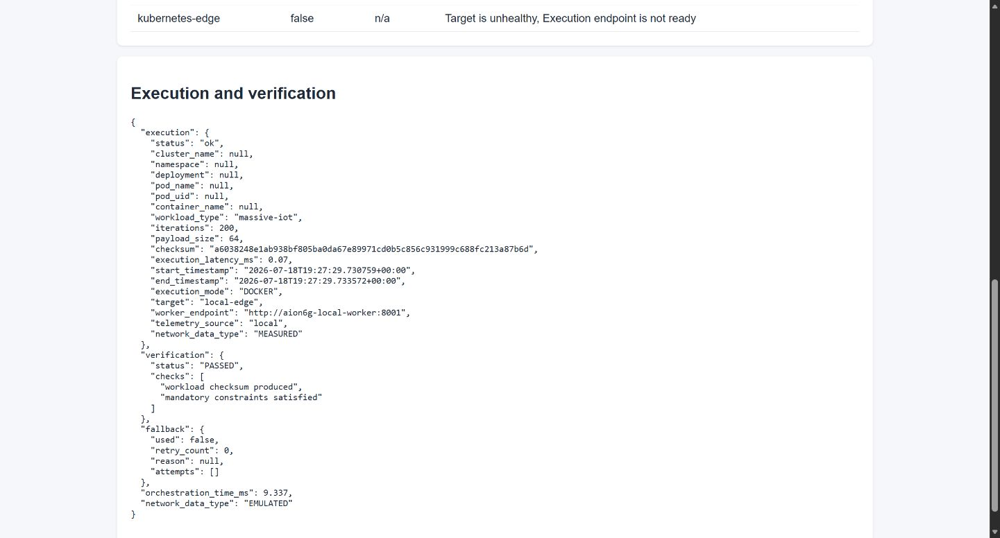 kubernetes-edge false n/a Target is unhealthy, Execution endpoint is not ready
Execution and verification
{
  "execution": {
    "status": "ok",
    "cluster_name": null,
    "namespace": null,
    "deployment": null,
    "pod_name": null,
    "pod_uid": null,
    "container_name": null,
    "workload_type": "massive-iot",
    "iterations": 200,
    "payload_size": 64,
    "checksum": "a6038248e1ab938bf805ba0da67e89971cd0b5c856c931999c688fc213a87b6d",
    "execution_latency_ms": 0.07,
    "start_timestamp": "2026-07-18T19:27:29.730759+00:00",
    "end_timestamp": "2026-07-18T19:27:29.733572+00:00",
    "execution_mode": "DOCKER",
    "target": "local-edge",
    "worker_endpoint": "http://aion6g-local-worker:8001",
    "telemetry_source": "local",
    "network_data_type": "MEASURED"
  },
  "verification": {
    "status": "PASSED",
    "checks": [
      "workload checksum produced",
      "mandatory constraints satisfied"
    ]
  },
  "fallback": {
    "used": false,
    "retry_count": 0,
    "reason": null,
    "attempts": []
  },
  "orchestration_time_ms": 9.337,
  "network_data_type": "EMULATED"
}